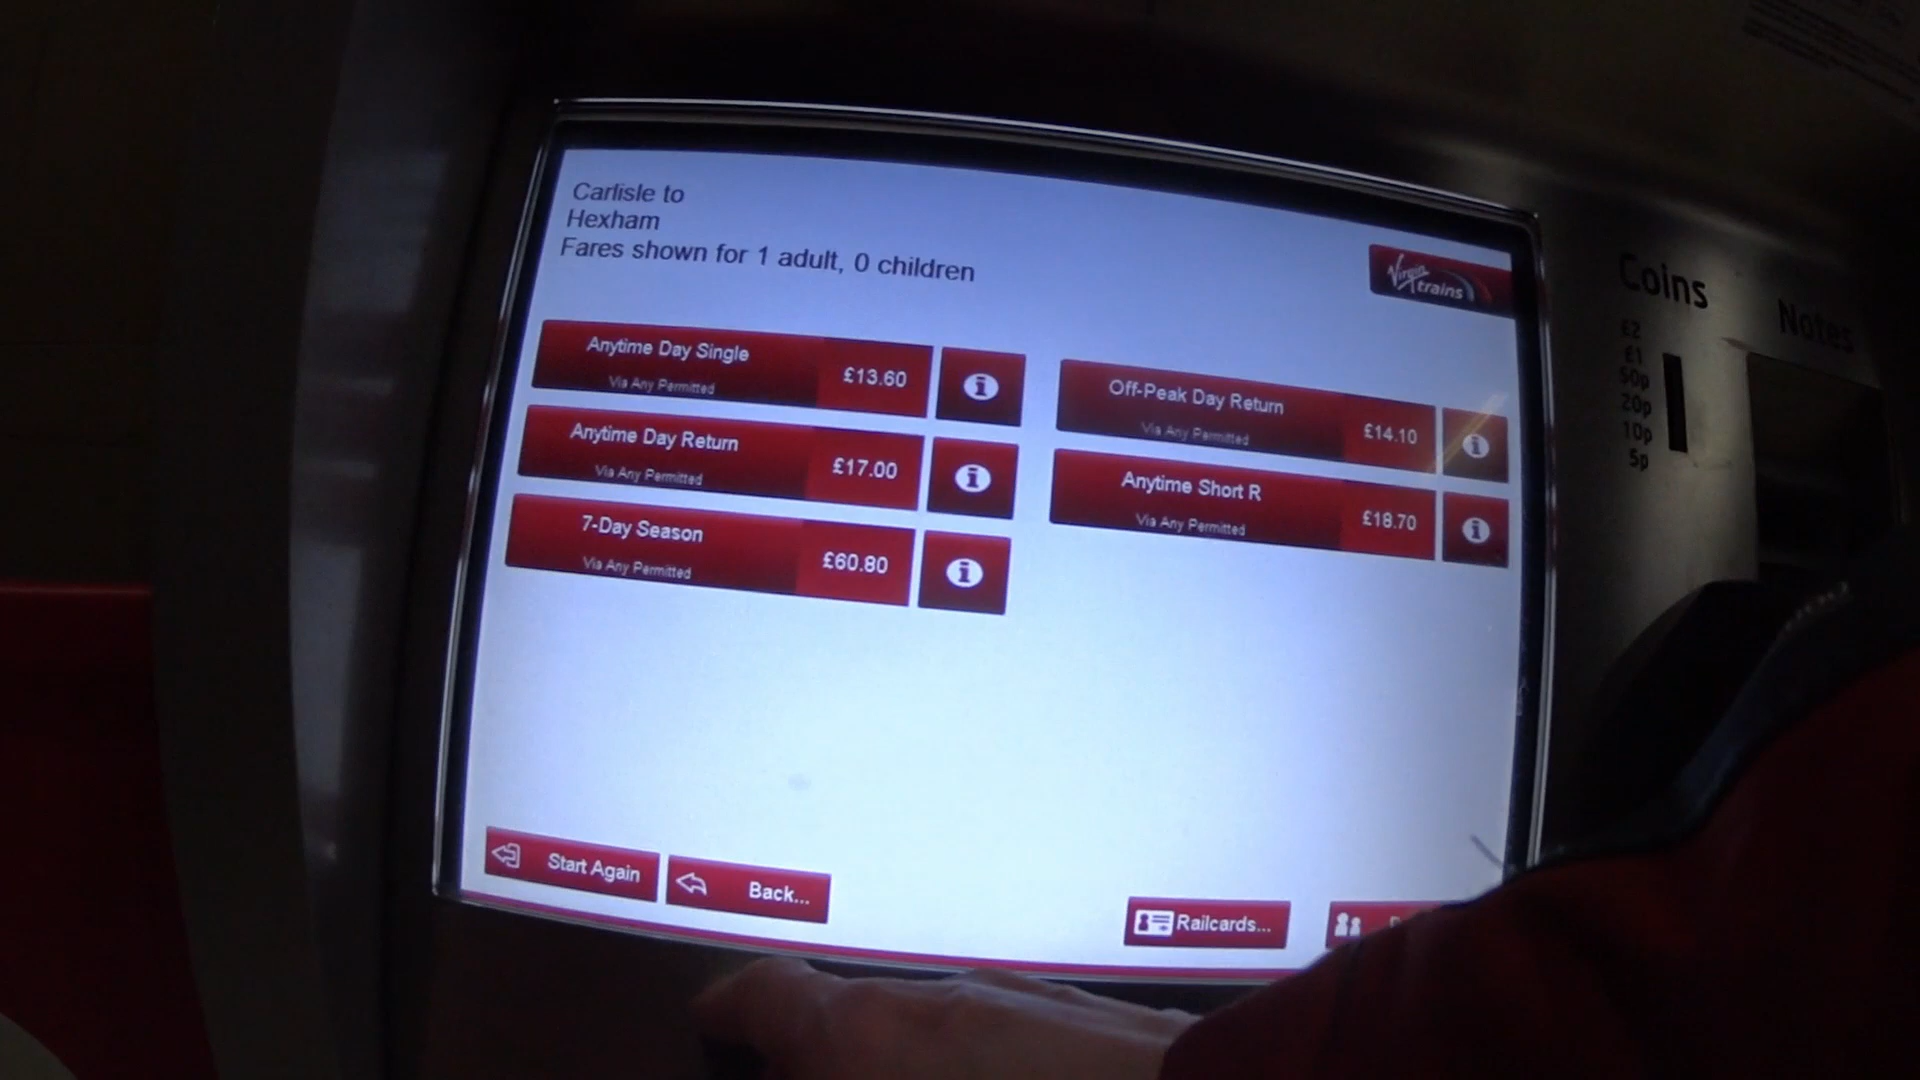 Carlisle to
Hexham
Fares shown for 1 adult, 0 children
Virgin
trains
Anytime Day Single
Via Any Permitted
£13.60
Off-Peak Day Return
Via Any Permitted
£14.10
Anytime Day Return
Via Any Permitted
£17.00
Anytime Short R
Via Any Permitted
£18.70
7-Day Season
Via Any Permitted
£60.80
Start Again
Back...
Railcards...
Coins
£2
£1
50p
20p
10p
5p
Notes